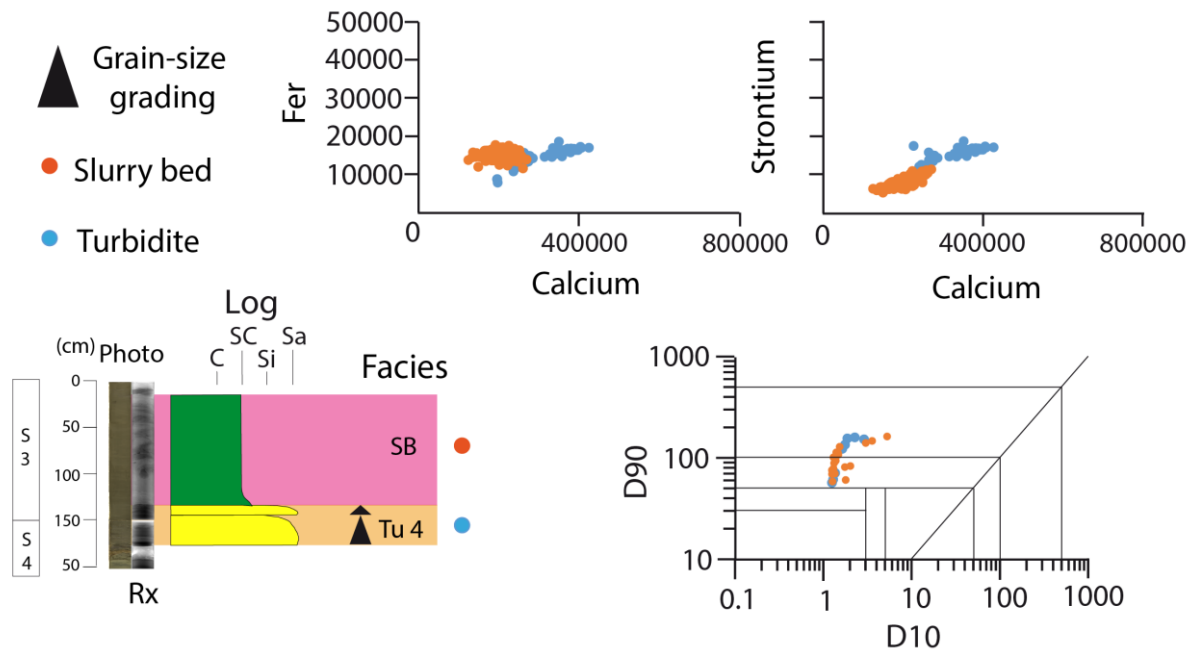 Grain-size
grading
Slurry bed
Turbidite
50000
40000
30000
20000
10000
Fer
0
400000
800000
Calcium
Strontium
0
400000
800000
Calcium
Log
(cm)
Photo
C
SC
Si
Sa
Facies
0
50
100
150
50
S
3
S
4
SB
Tu 4
Rx
1000
100
10
D90
0.1
1
10
100
1000
D10